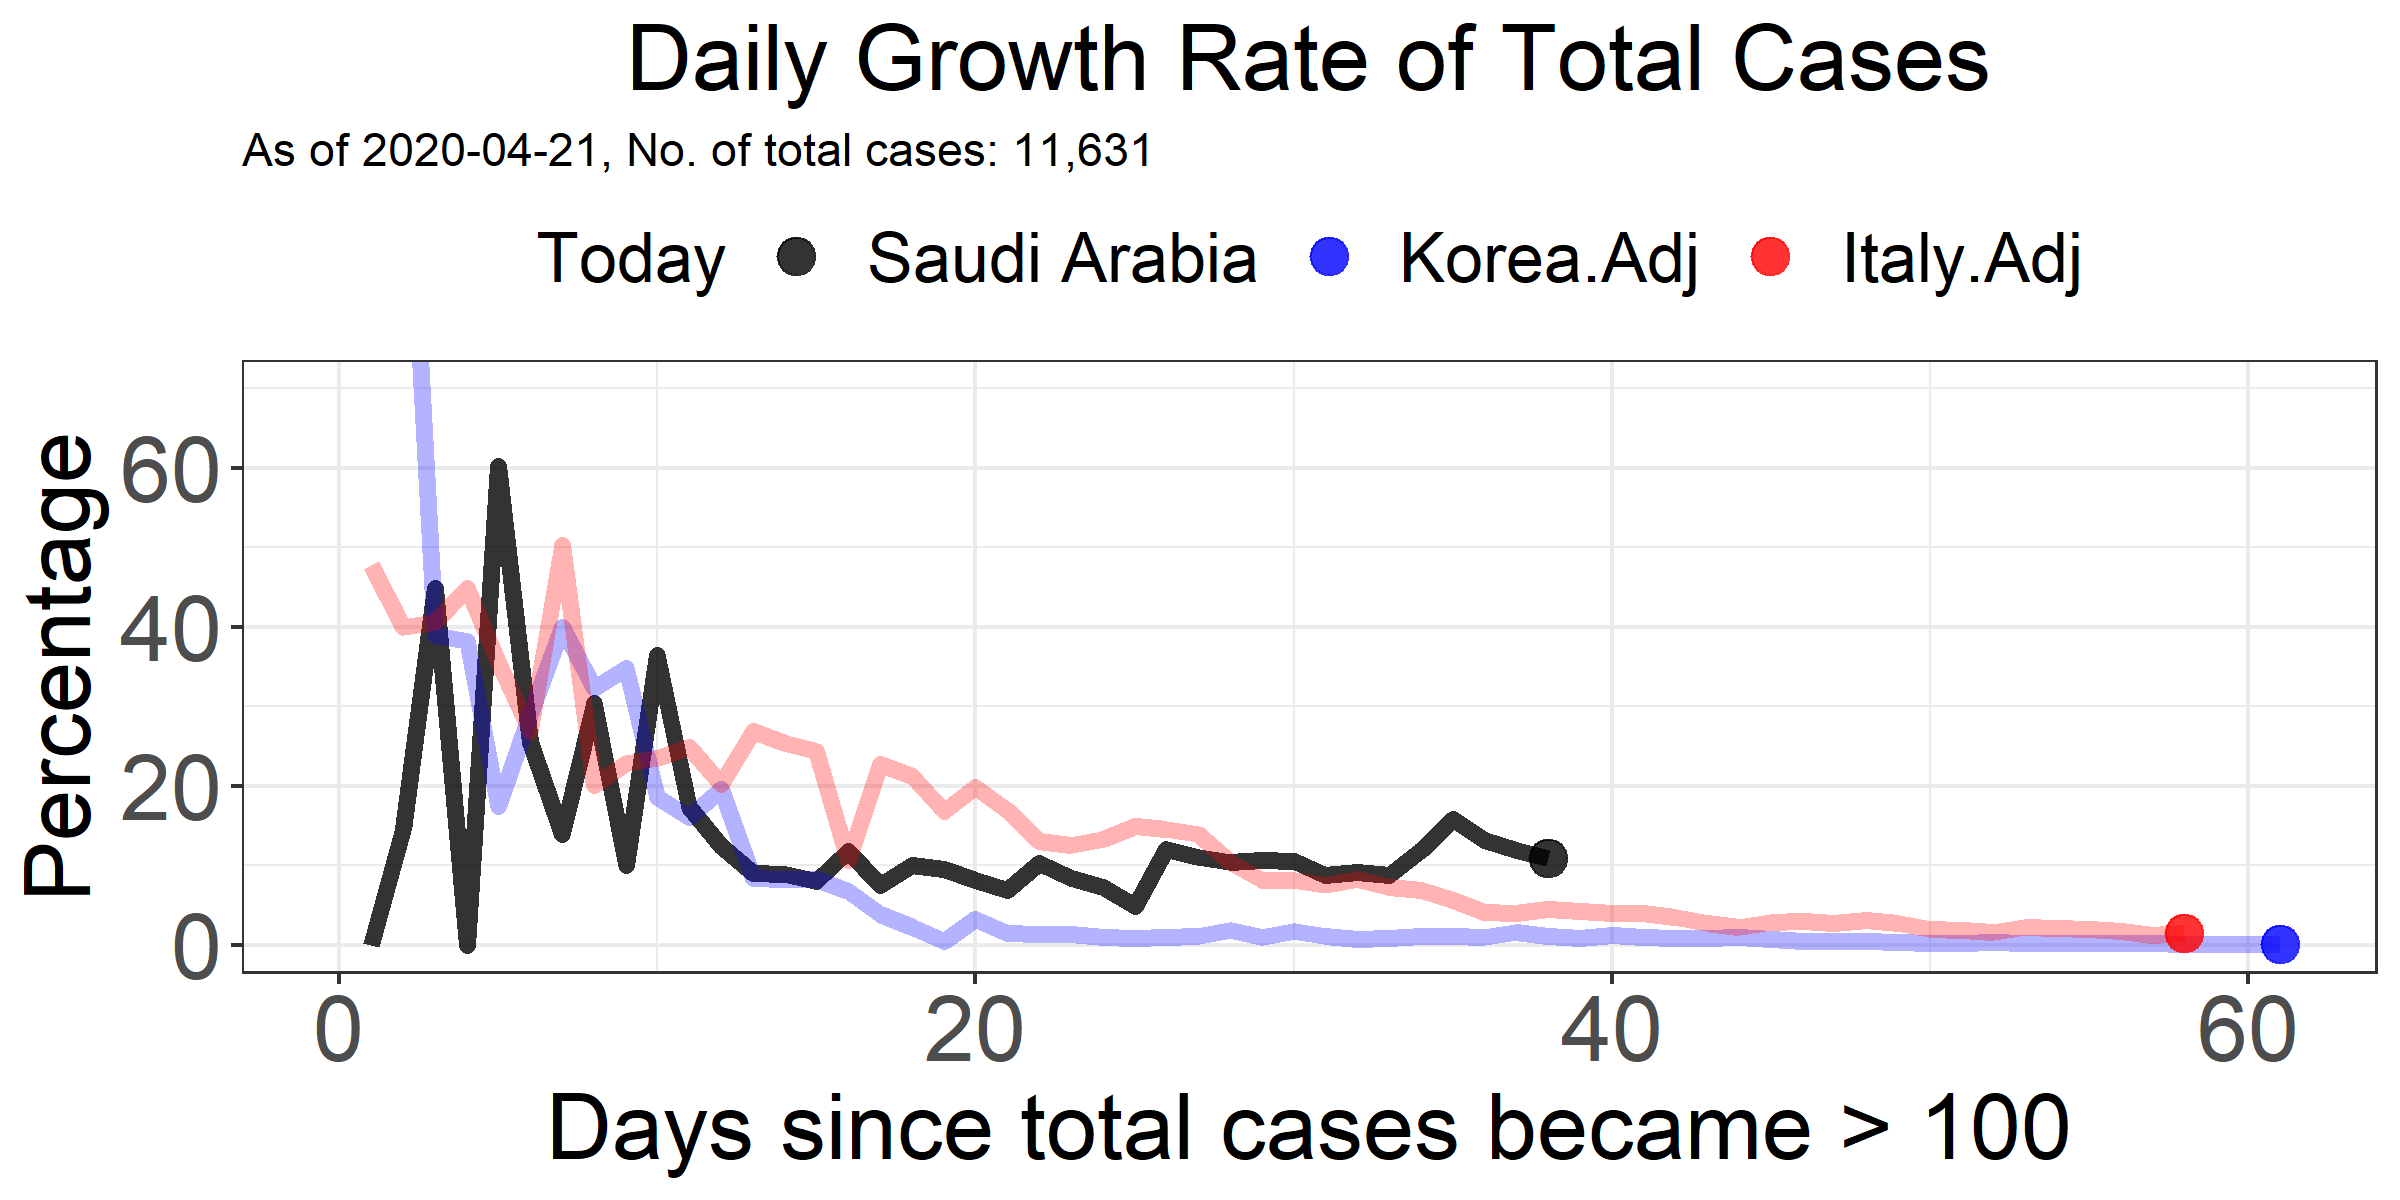 Daily Growth Rate of Total Cases
As of 2020-04-21, No. of total cases: 11,631
Today Saudi Arabia Korea.Adj Italy.Adj
Percentage
60
40
20
0
0 20 40 60
Days since total cases became > 100